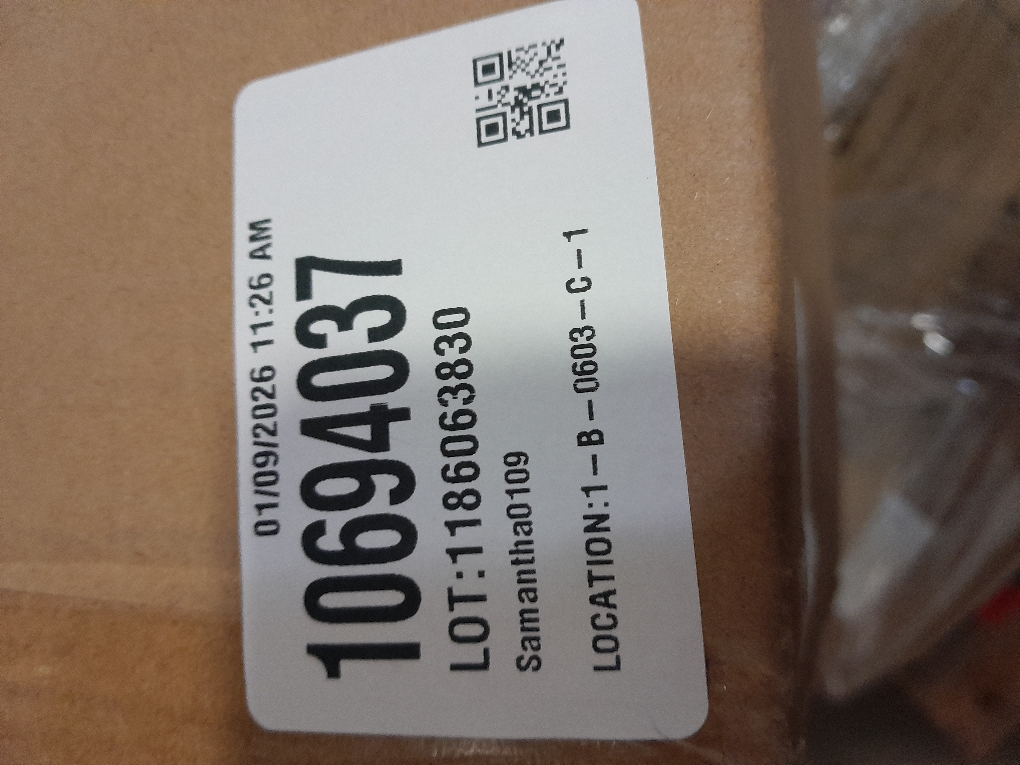 01/09/2026 11:26 AM
10694037
LOT:1186063830
Samantha0109
LOCATION:1-B-0603-C-1